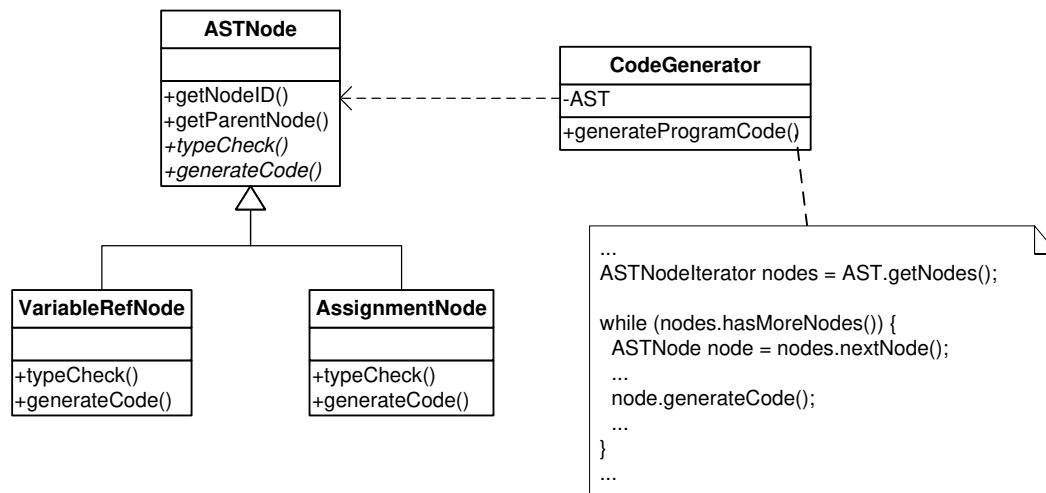 ASTNode
+getNodeID()
+getParentNode()
+typeCheck()
+generateCode()
CodeGenerator
-AST
+generateProgramCode()
VariableRefNode
+typeCheck()
+generateCode()
AssignmentNode
+typeCheck()
+generateCode()
...
ASTNodeIterator nodes = AST.getNodes();
while (nodes.hasMoreNodes()) {
ASTNode node = nodes.nextNode();
...
node.generateCode();
...
}
...